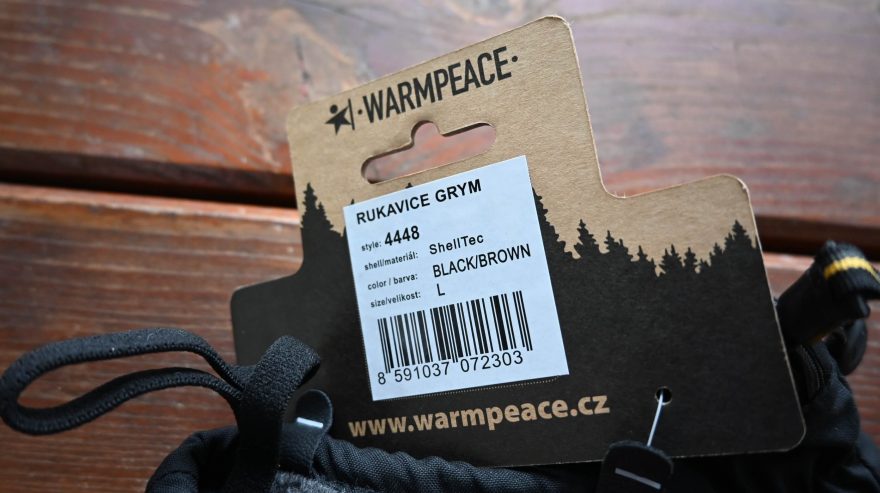 ·WARMPEACE·
RUKAVICE GRYM
style: 4448
shell/materiál: ShellTec
color / barva: BLACK/BROWN
size/velikost: L
8 591037 072303
www.warmpeace.cz